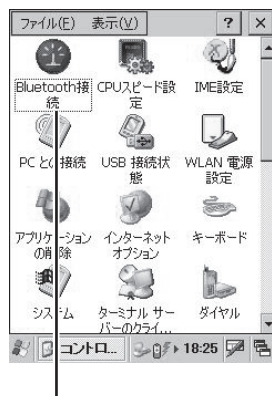 ファイル(F) 表示(V) ? ×
Bluetooth接続 CPUスピード設定 IME設定
PC との接続 USB 接続状態 WLAN 電源設定
アプリケーションの削除 インターネットオプション キーボード
システム ターミナル サーバーのクライ... ダイヤル
コントロ... 18:25